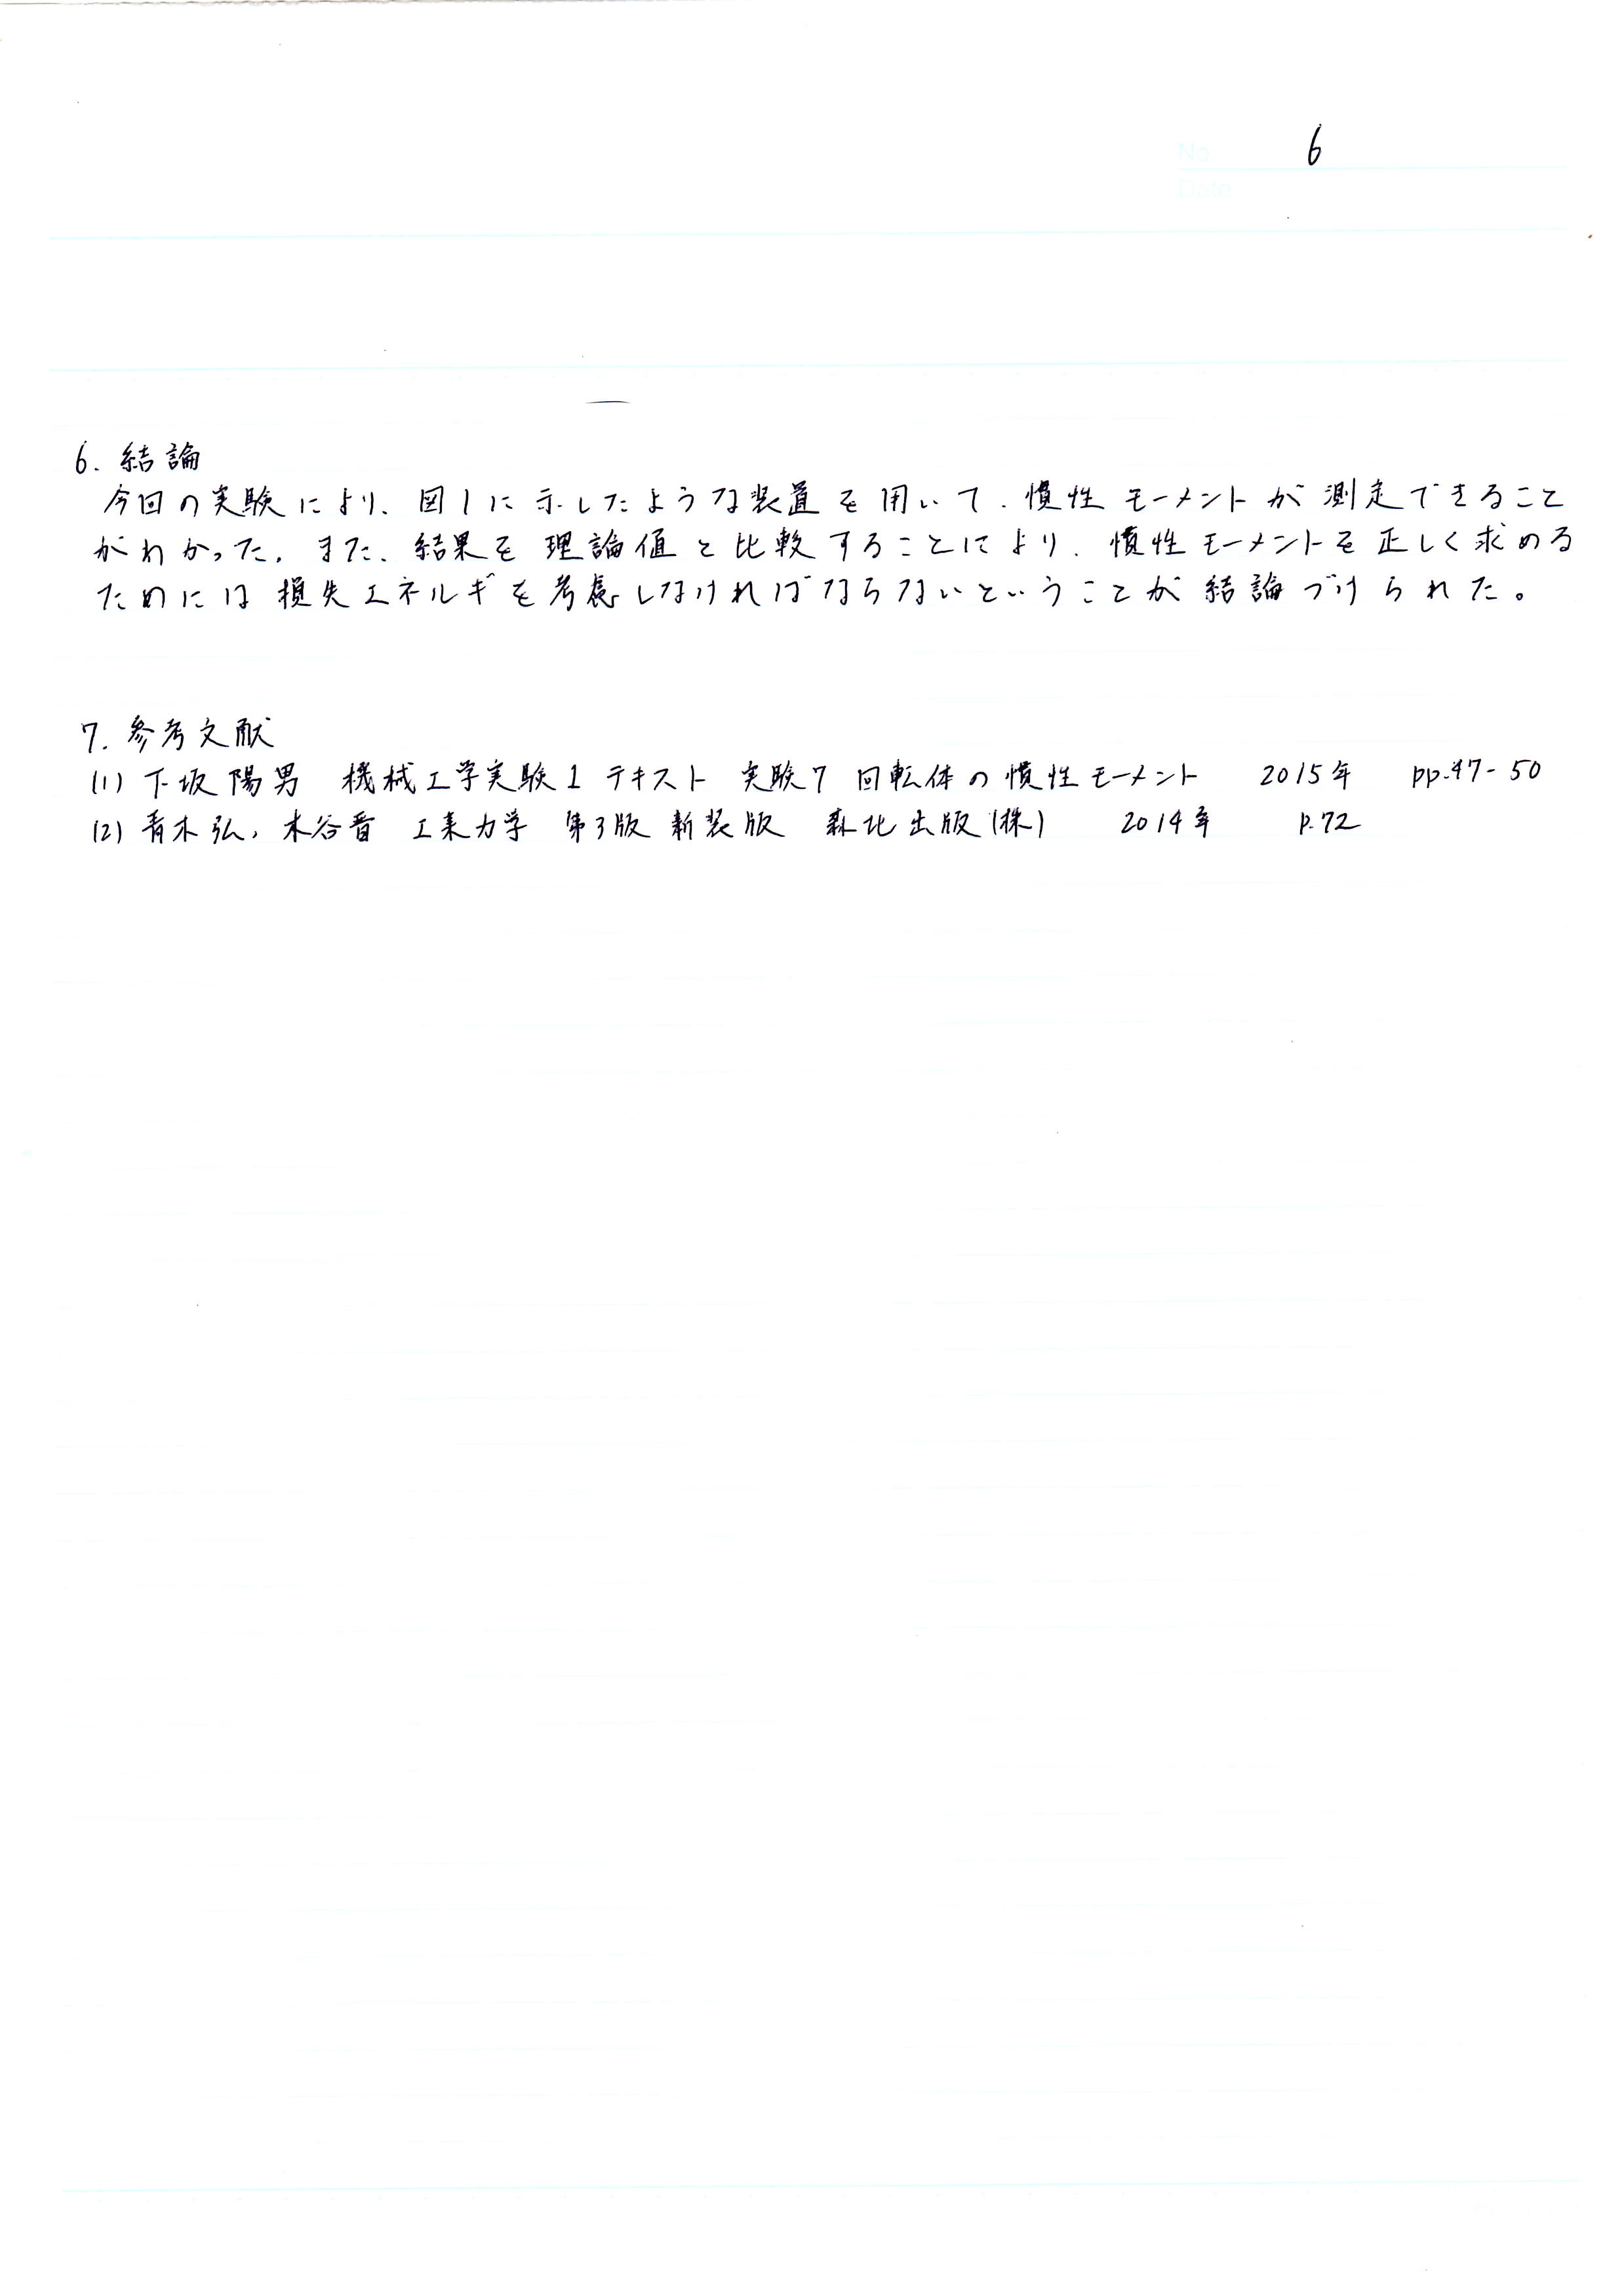 No. 6
Date
6. 結論
今回の実験により、図1に示したような装置を用いて、慣性モーメントが測定できること
がわかった。また、結果を理論値と比較することにより、慣性モーメントを正しく求める
ためには損失エネルギを考慮しなければならないということが結論づけられた。
7. 参考文献
(1) 下坂陽男 機械工学実験1 テキスト 実験7 回転体の慣性モーメント 2015年 pp.47-50
(2) 青木弘, 木谷晋 工業力学 第3版 新装版 森北出版(株) 2014年 p.72